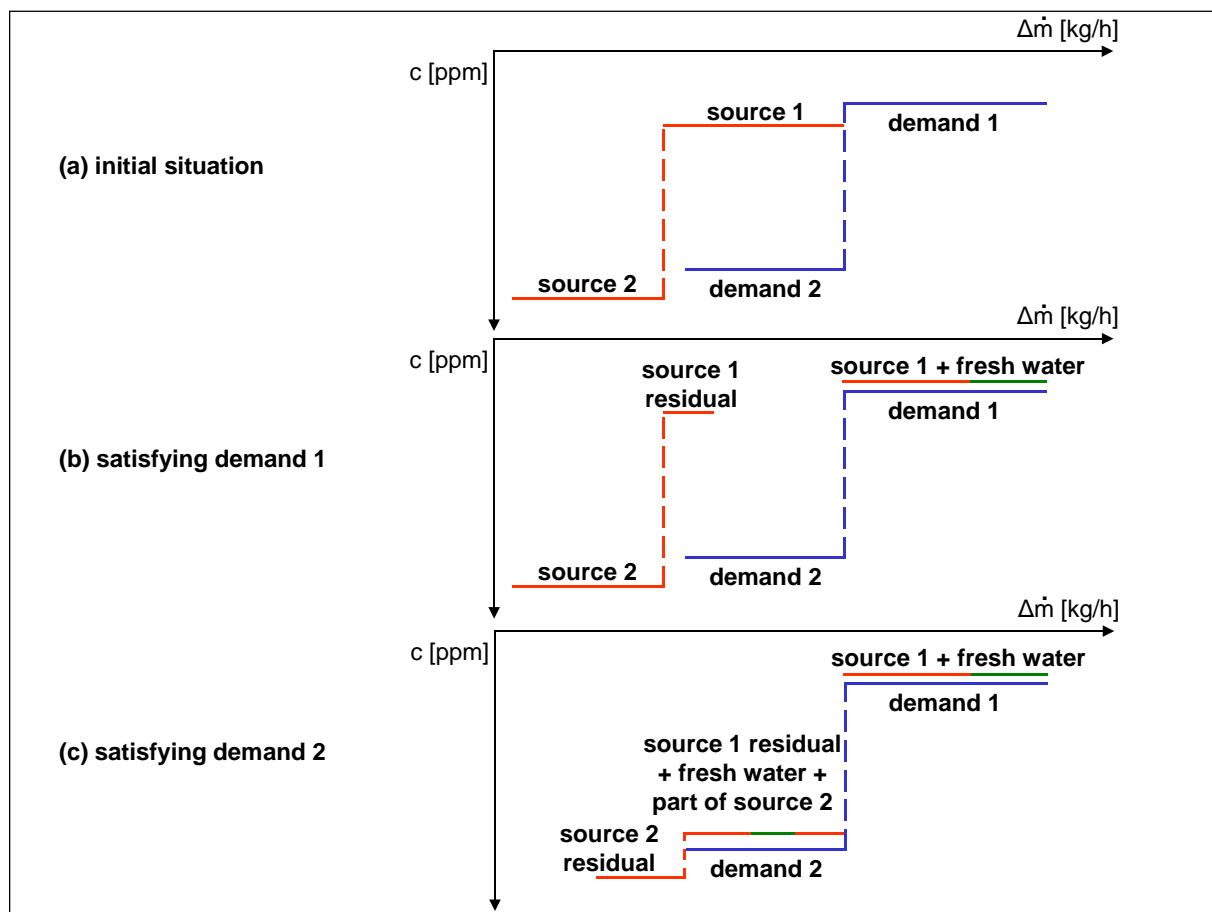 Δṁ [kg/h]
c [ppm]
source 1
demand 1
(a) initial situation
source 2
demand 2
Δṁ [kg/h]
c [ppm]
source 1 + fresh water
source 1
residual
demand 1
(b) satisfying demand 1
source 2
demand 2
Δṁ [kg/h]
c [ppm]
source 1 + fresh water
demand 1
(c) satisfying demand 2
source 1 residual
+ fresh water +
part of source 2
source 2
residual
demand 2